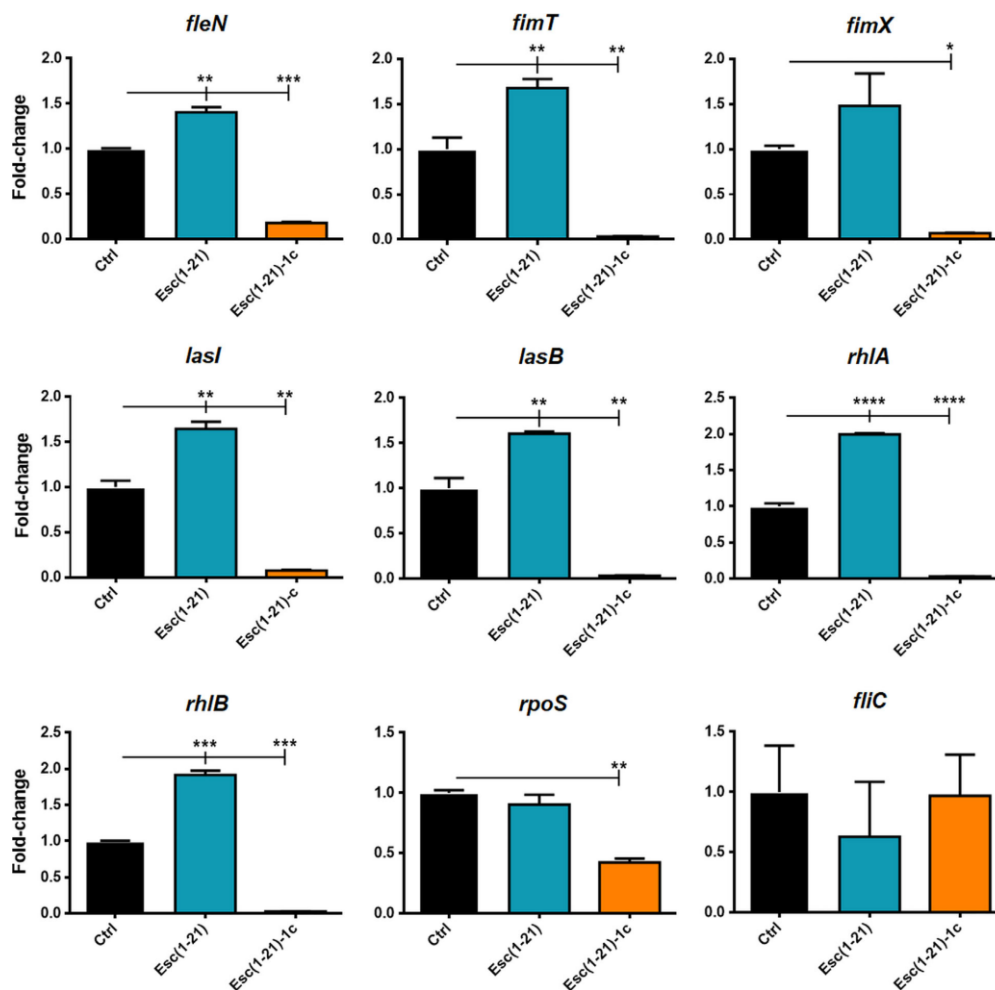 fleN
fimT
fimX
Fold-change
2.0
1.5
1.0
0.5
0.0
** ***
Ctrl
Esc(1-21)
Esc(1-21)-1c
2.0
1.5
1.0
0.5
0.0
** **
Ctrl
Esc(1-21)
Esc(1-21)-1c
2.0
1.5
1.0
0.5
0.0
*
Ctrl
Esc(1-21)
Esc(1-21)-1c
lasI
lasB
rhlA
Fold-change
2.0
1.5
1.0
0.5
0.0
** **
Ctrl
Esc(1-21)
Esc(1-21)-c
2.0
1.5
1.0
0.5
0.0
** **
Ctrl
Esc(1-21)
Esc(1-21)-1c
2.5
2.0
1.5
1.0
0.5
0.0
**** ****
Ctrl
Esc(1-21)
Esc(1-21)-1c
rhlB
rpoS
fliC
Fold-change
2.5
2.0
1.5
1.0
0.5
0.0
*** ***
Ctrl
Esc(1-21)
Esc(1-21)-1c
1.5
1.0
0.5
0.0
**
Ctrl
Esc(1-21)
Esc(1-21)-1c
1.5
1.0
0.5
0.0
Ctrl
Esc(1-21)
Esc(1-21)-1c